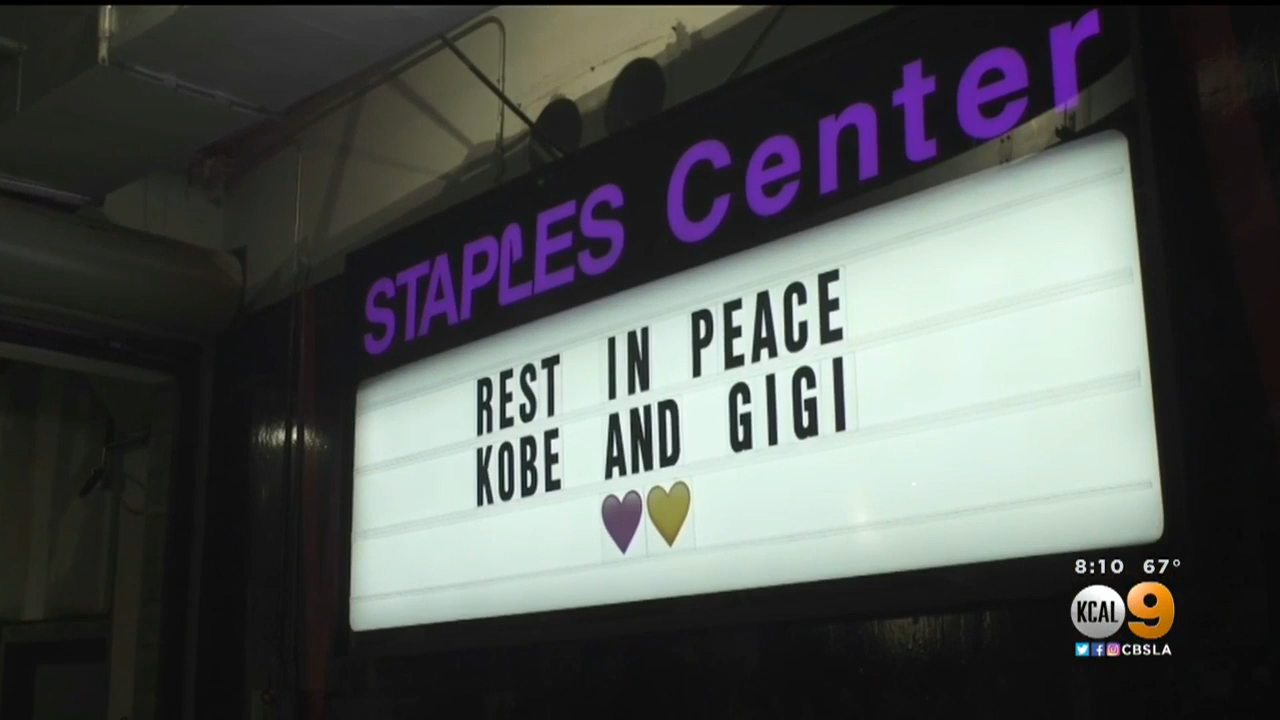 STAPLES Center
REST IN PEACE
KOBE AND GIGI
💜💛
8:10 67°
KCAL 9
CBSLA